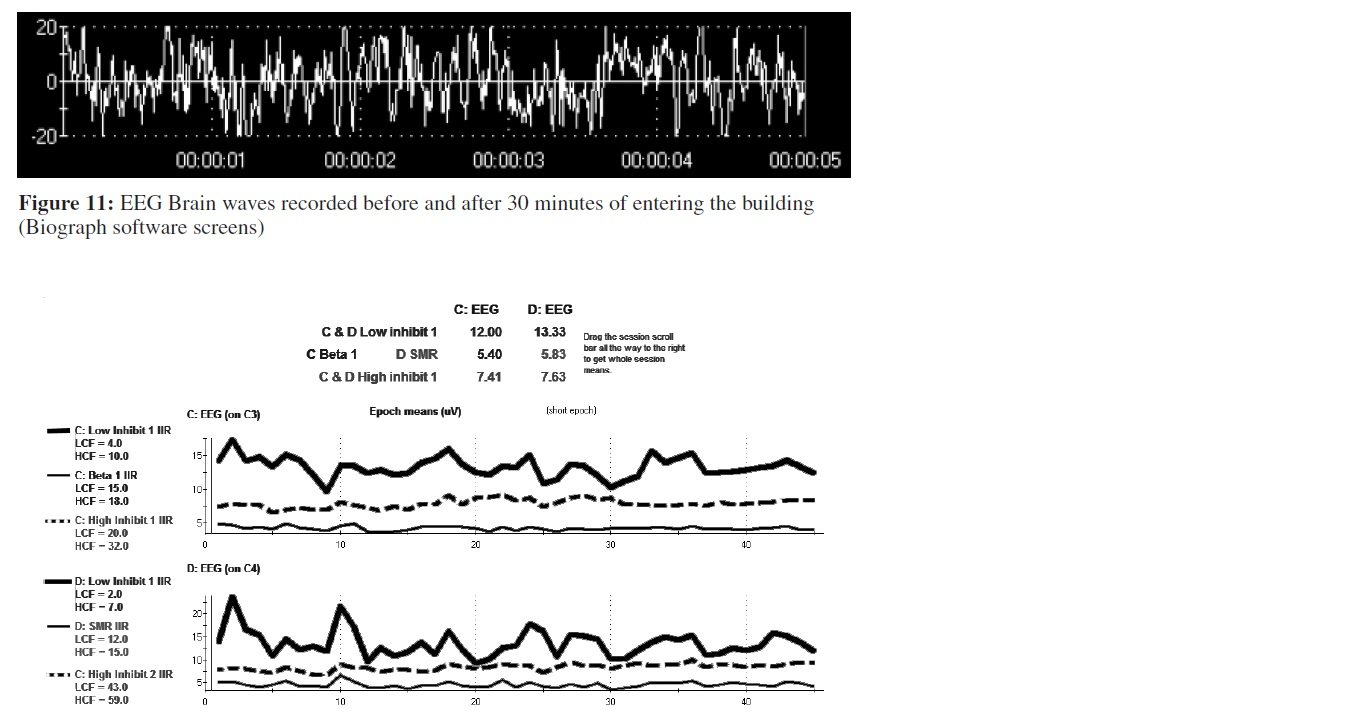 20
0
-20
00:00:01 00:00:02 00:00:03 00:00:04 00:00:05
Figure 11: EEG Brain waves recorded before and after 30 minutes of entering the building
(Biograph software screens)
C: EEG D: EEG
C & D Low inhibit 1 12.00 13.33
C Beta 1 D SMR 5.40 5.83
C & D High inhibit 1 7.41 7.63
Drag the session scroll
bar all the way to the right
to get whole session
means.
C: EEG (on C3) Epoch means (uV) (short epoch)
C: Low Inhibit 1 IIR
LCF = 4.0
HCF = 10.0
C: Beta 1 IIR
LCF = 15.0
HCF = 18.0
C: High Inhibit 1 IIR
LCF = 20.0
HCF = 32.0
15
10
5
0 10 20 30 40
D: EEG (on C4)
D: Low Inhibit 1 IIR
LCF = 2.0
HCF = 7.0
D: SMR IIR
LCF = 12.0
HCF = 15.0
C: High Inhibit 2 IIR
LCF = 43.0
HCF = 59.0
20
15
10
5
0 10 20 30 40